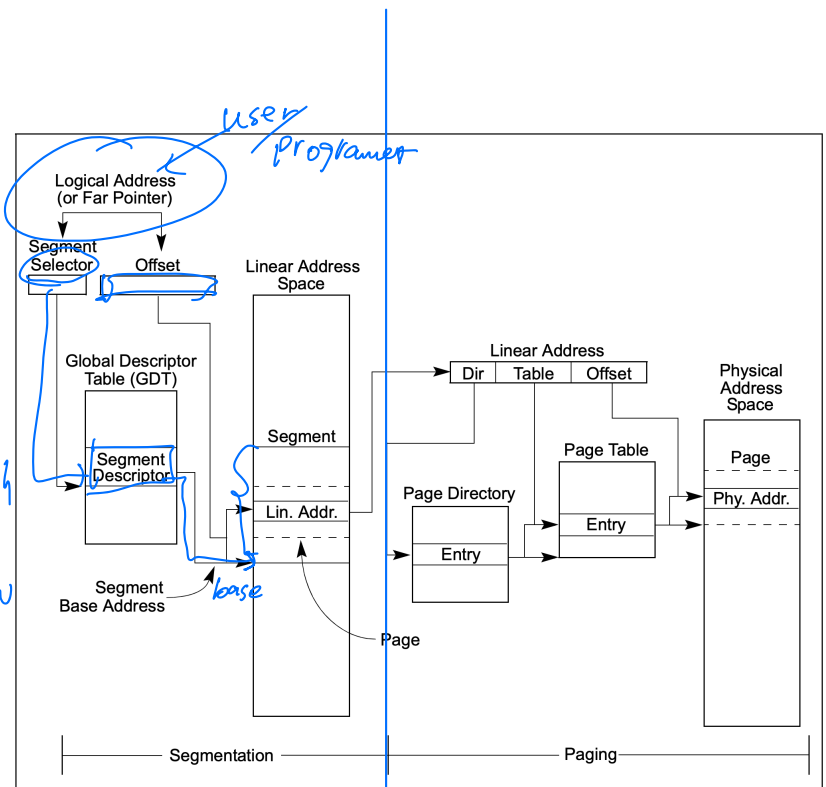 user/
programer
Logical Address
(or Far Pointer)
Segment
Selector
Offset
Linear Address
Space
Global Descriptor
Table (GDT)
Segment
Descriptor
Segment
Lin. Addr.
Segment
Base Address
base
Page
Linear Address
Dir Table Offset
Physical
Address
Space
Page Table
Page
Phy. Addr.
Page Directory
Entry
Entry
Segmentation
Paging